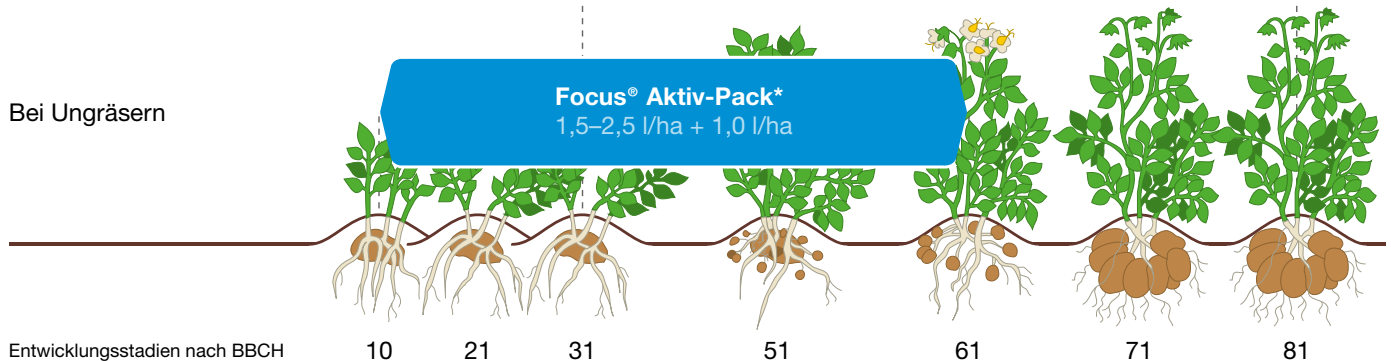 Bei Ungräsern
Focus® Aktiv-Pack*
1,5–2,5 l/ha + 1,0 l/ha
Entwicklungsstadien nach BBCH 10 21 31 51 61 71 81